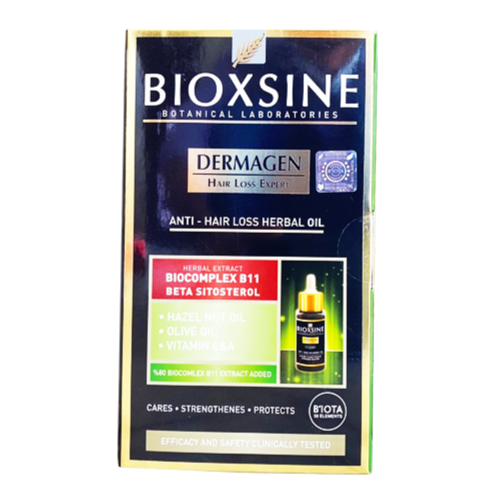 BIOXSINE
BOTANICAL LABORATORIES
DERMAGEN
HAIR LOSS EXPERT
ANTI - HAIR LOSS HERBAL OIL
HERBAL EXTRACT
BIOCOMPLEX B11
BETA SITOSTEROL
• HAZEL NUT OIL
• OLIVE OIL
• VITAMIN E&A
%60 BIOCOMLEX B11 EXTRACT ADDED
BIOXSINE
CARES • STRENGTHENES • PROTECTS
B'IOTA
EFFICACY AND SAFETY CLINICALLY TESTED